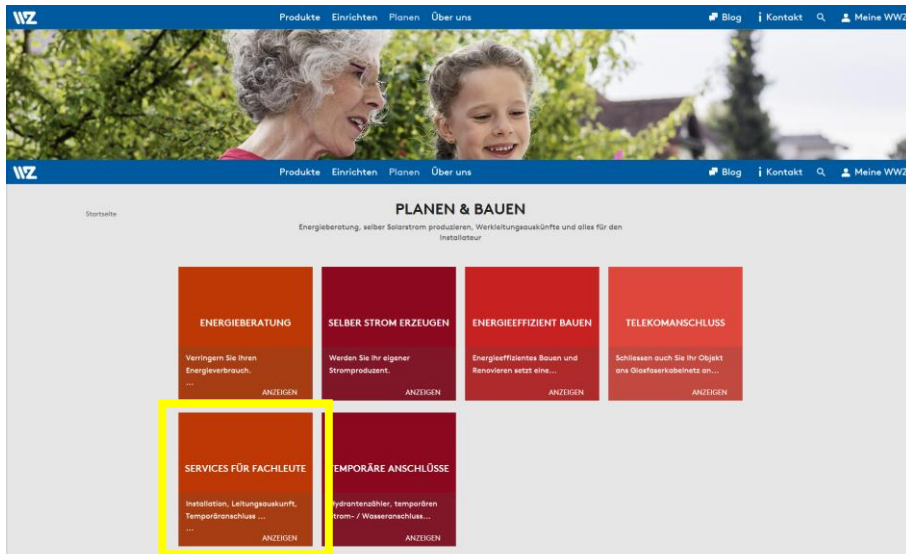 WWZ Produkte Einrichten Planen Über uns Blog Kontakt Meine WWZ
WWZ Produkte Einrichten Planen Über uns Blog Kontakt Meine WWZ
Startseite
PLANEN & BAUEN
Energieberatung, selber Solarstrom produzieren, Werkleitungsauskünfte und alles für den
Installateur
ENERGIEBERATUNG
Verringern Sie Ihren
Energieverbrauch.
...
ANZEIGEN
SELBER STROM ERZEUGEN
Werden Sie Ihr eigener
Stromproduzent.
ANZEIGEN
ENERGIEEFFIZIENT BAUEN
Energieeffizientes Bauen und
Renovieren setzt eine...
ANZEIGEN
TELEKOMANSCHLUSS
Schliessen auch Sie Ihr Objekt
ans Glasfaserkabelnetz an...
ANZEIGEN
SERVICES FÜR FACHLEUTE
Installation, Leitungsauskunft,
Temporäranschluss ...
...
ANZEIGEN
TEMPORÄRE ANSCHLÜSSE
Hydrantenzähler, temporären
Strom- / Wasseranschluss...
ANZEIGEN